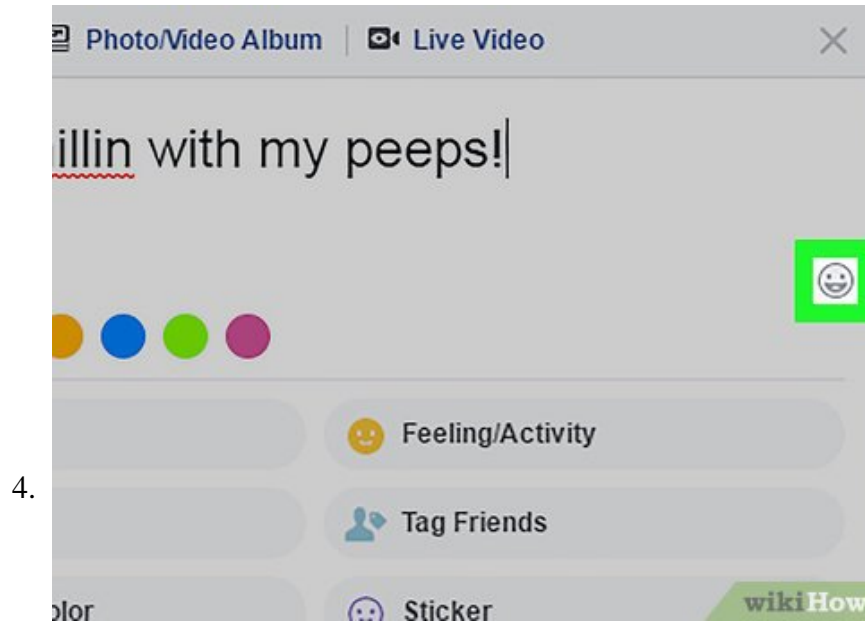 Photo/Video Album Live Video
illin with my peeps!
Feeling/Activity
4.
Tag Friends
olor Sticker
wikiHow